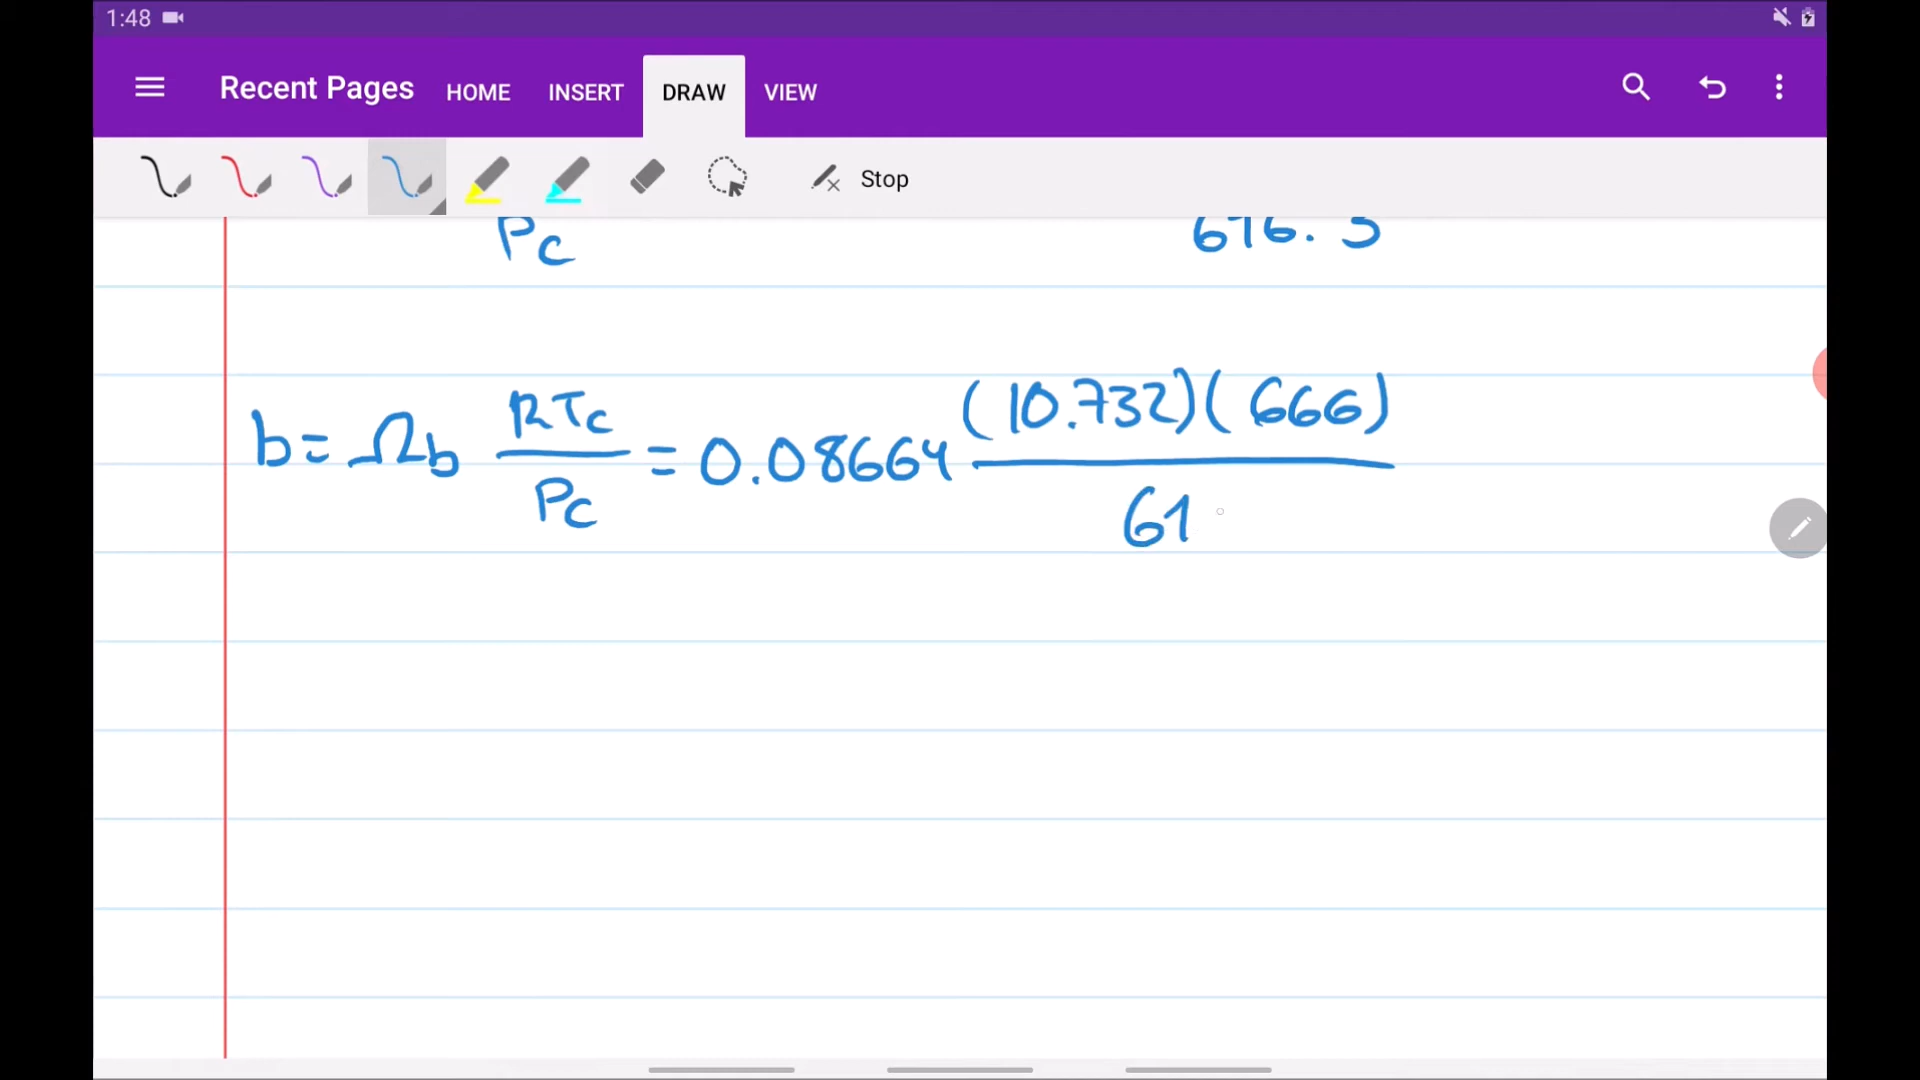 1:48
Recent Pages HOME INSERT DRAW VIEW
Stop
Pc 616.3
b = Ωb RTc / Pc = 0.08664 (10.732)(666) / 61